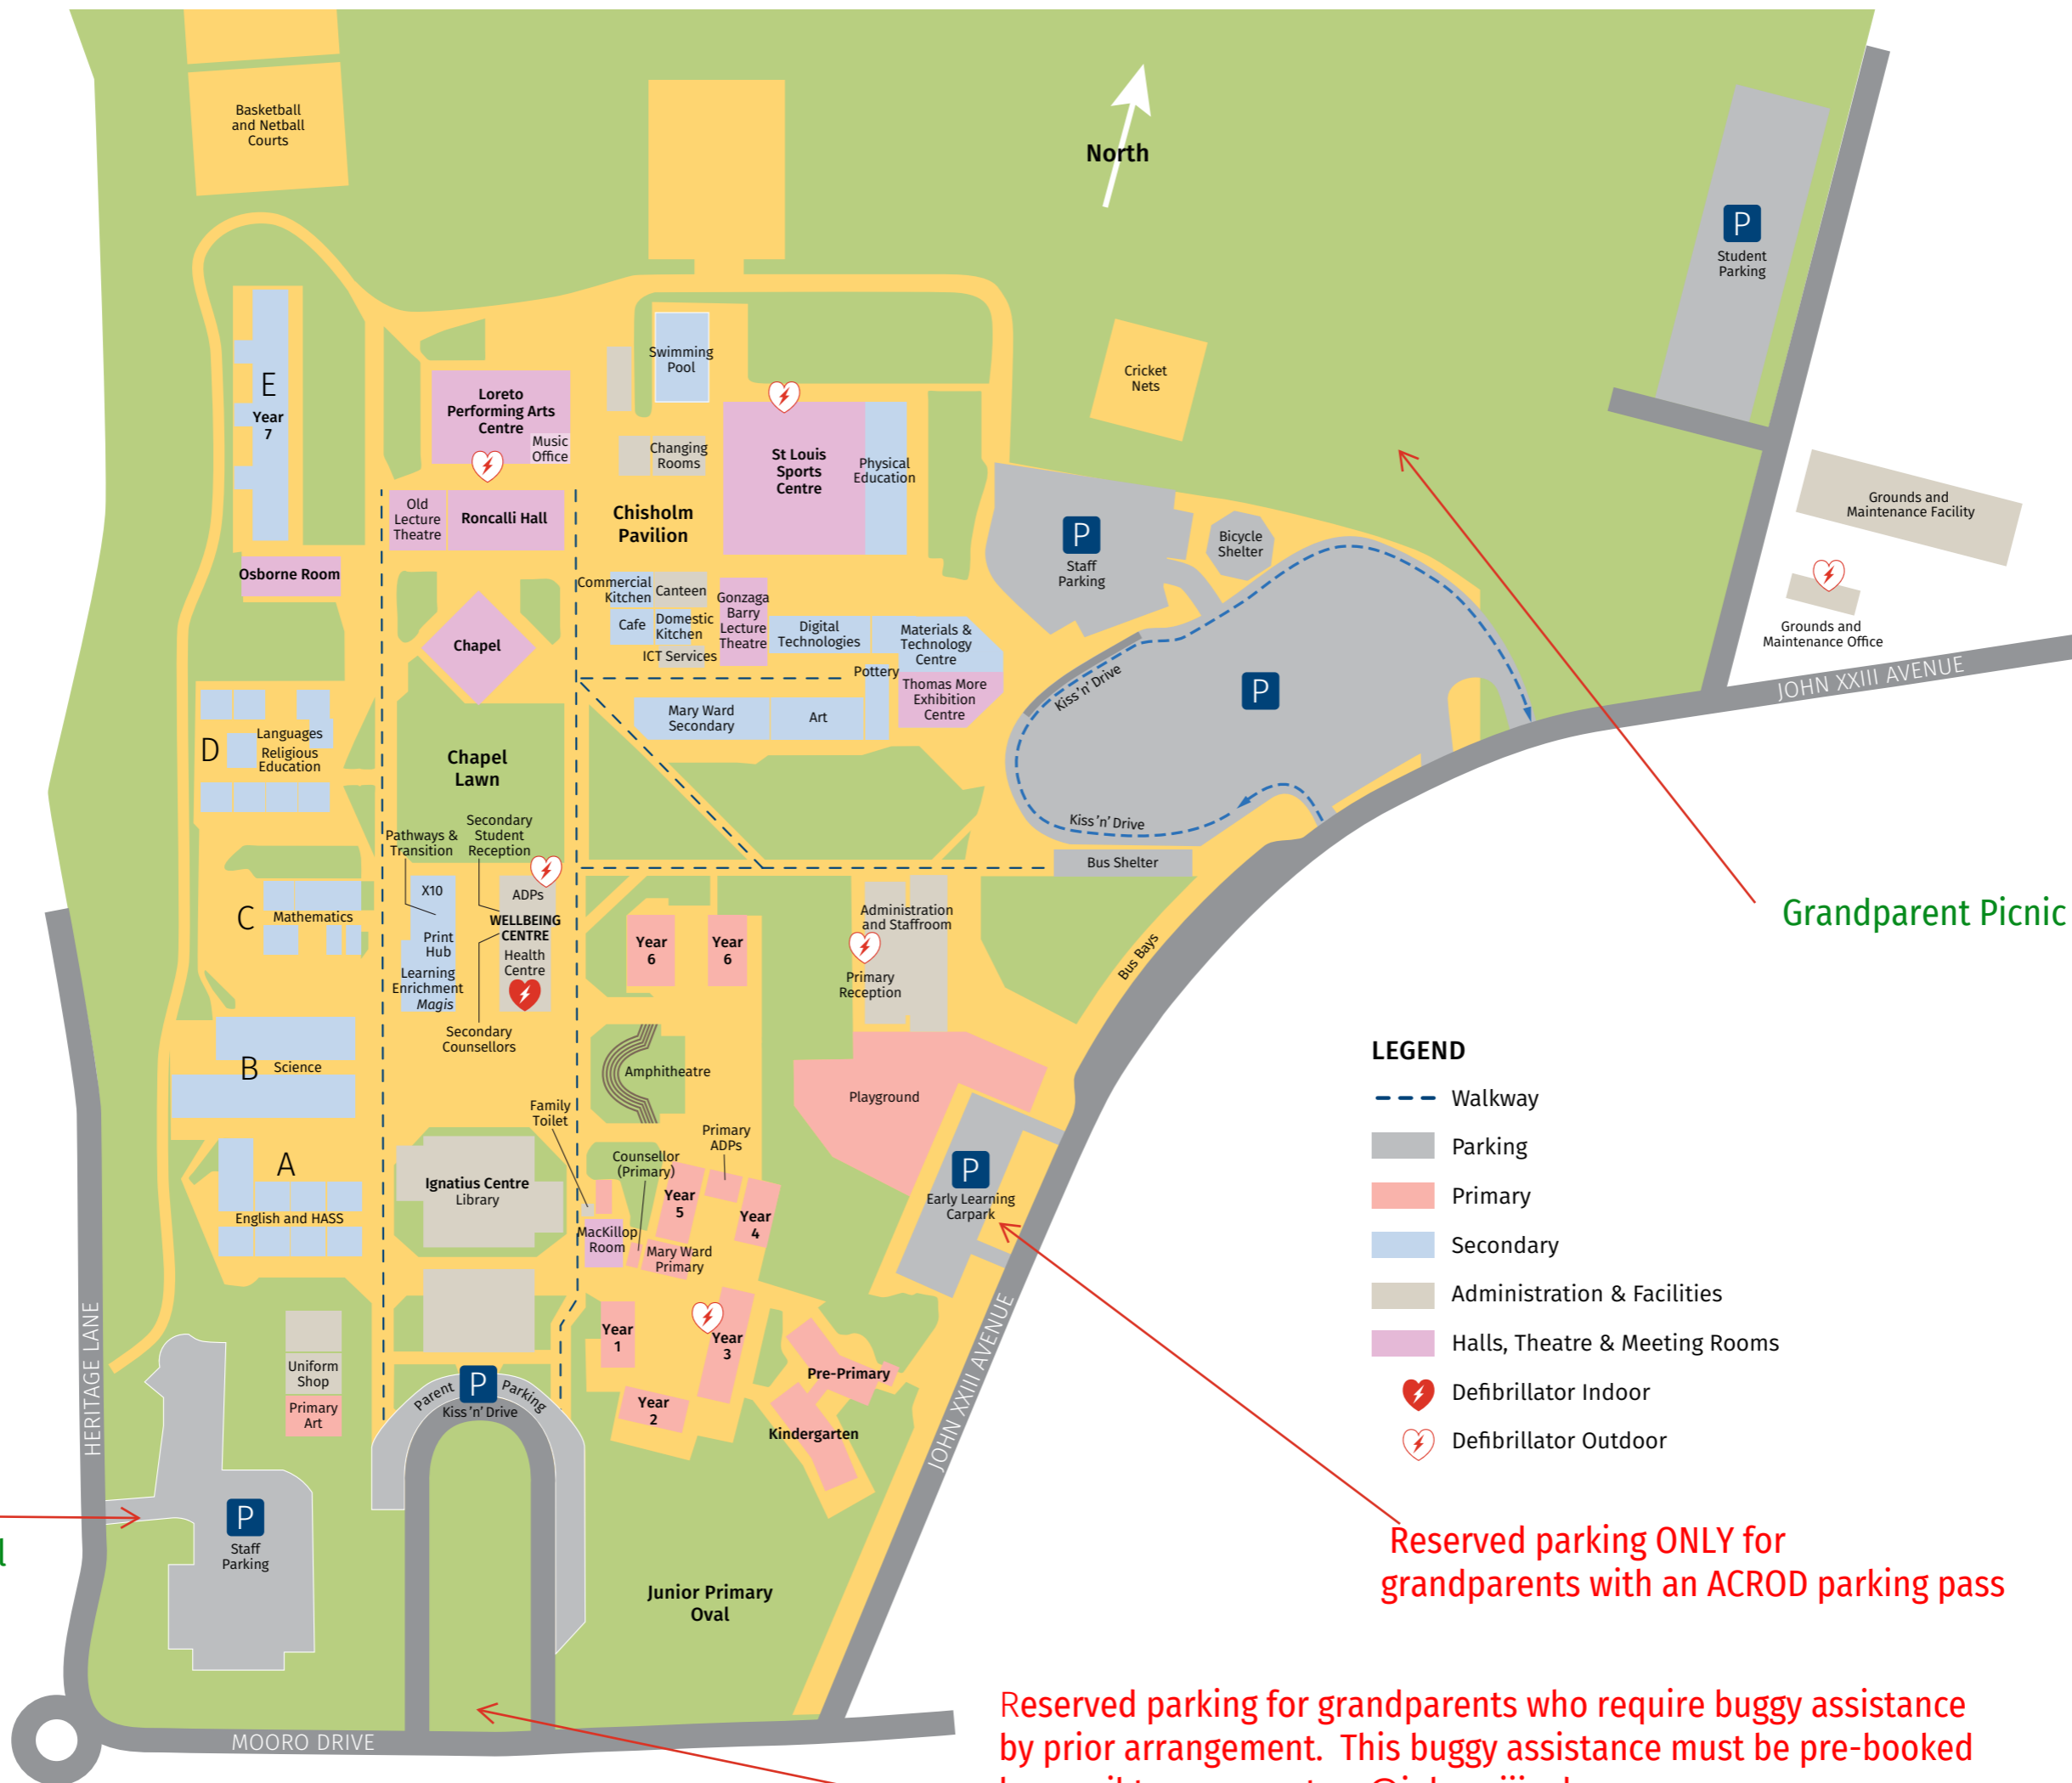 Basketball
and Netball
Courts
North
P
Student
Parking
E
Year
7
Loreto
Performing Arts
Centre
Music
Office
Swimming
Pool
Changing
Rooms
St Louis
Sports
Centre
Physical
Education
Cricket
Nets
Grounds and
Maintenance Facility
Grounds and
Maintenance Office
Old
Lecture
Theatre
Roncalli Hall
Chisholm
Pavilion
P
Staff
Parking
Bicycle
Shelter
Osborne Room
Chapel
Commercial
Kitchen
Canteen
Cafe
Domestic
Kitchen
ICT Services
Gonzaga
Barry
Lecture
Theatre
Digital
Technologies
Materials &
Technology
Centre
Pottery
Thomas More
Exhibition
Centre
Mary Ward
Secondary
Art
Kiss'n'Drive
P
JOHN XXIII AVENUE
D
Languages
Religious
Education
Chapel
Lawn
Kiss'n'Drive
Bus Shelter
Pathways &
Transition
Secondary
Student
Reception
X10
ADPs
WELLBEING
CENTRE
Print
Hub
Health
Centre
Learning
Enrichment
Magis
Secondary
Counsellors
C
Mathematics
Year
6
Year
6
Administration
and Staffroom
Primary
Reception
Bus Bays
Grandparent Picnic
B
Science
Amphitheatre
Playground
Family
Toilet
Primary
ADPs
Counsellor
(Primary)
A
English and HASS
Ignatius Centre
Library
MacKillop
Room
Year
5
Year
4
Mary Ward
Primary
P
Early Learning
Carpark
LEGEND
Walkway
Parking
Primary
Secondary
Administration & Facilities
Halls, Theatre & Meeting Rooms
Defibrillator Indoor
Defibrillator Outdoor
HERITAGE LANE
Uniform
Shop
Primary
Art
Parent
P
Parking
Kiss'n'Drive
Year
1
Year
3
Year
2
Pre-Primary
Kindergarten
JOHN XXIII AVENUE
P
Staff
Parking
Junior Primary
Oval
Reserved parking ONLY for
grandparents with an ACROD parking pass
MOORO DRIVE
Reserved parking for grandparents who require buggy assistance
by prior arrangement. This buggy assistance must be pre-booked